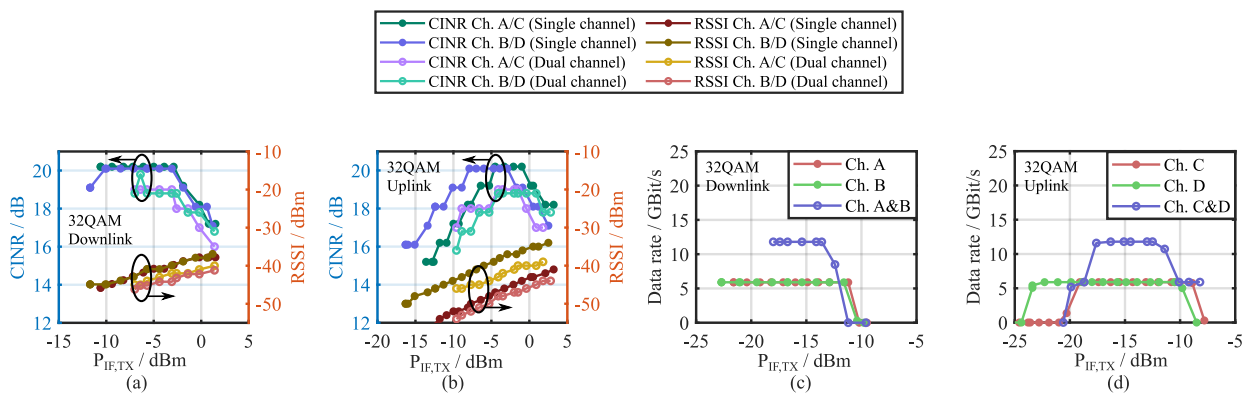 CINR Ch. A/C (Single channel)
CINR Ch. B/D (Single channel)
CINR Ch. A/C (Dual channel)
CINR Ch. B/D (Dual channel)
RSSI Ch. A/C (Single channel)
RSSI Ch. B/D (Single channel)
RSSI Ch. A/C (Dual channel)
RSSI Ch. B/D (Dual channel)
CINR / dB
20
18
16
14
12
32QAM
Downlink
-10
-20
-30
-40
-50
RSSI / dBm
-15
-10
-5
0
5
P_IF,TX / dBm
(a)
CINR / dB
20
18
16
14
12
32QAM
Uplink
-10
-20
-30
-40
-50
RSSI / dBm
-20
-15
-10
-5
0
5
P_IF,TX / dBm
(b)
Data rate / GBit/s
25
20
15
10
5
0
32QAM
Downlink
Ch. A
Ch. B
Ch. A&B
-25
-20
-15
-10
-5
P_IF,TX / dBm
(c)
Data rate / GBit/s
25
20
15
10
5
0
32QAM
Uplink
Ch. C
Ch. D
Ch. C&D
-25
-20
-15
-10
-5
P_IF,TX / dBm
(d)